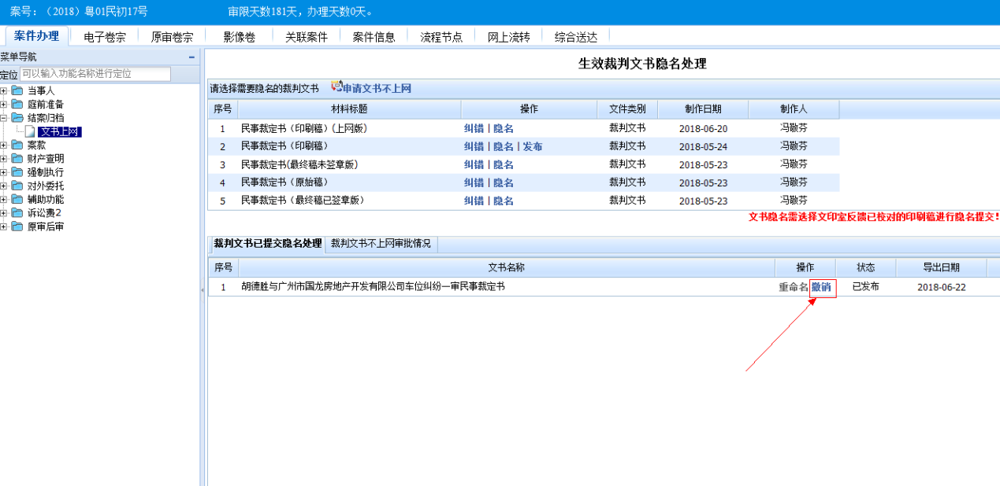 案号：（2018）粤01民初17号 审限天数181天，办理天数0天。
案件办理 电子卷宗 原审卷宗 影像卷 关联案件 案件信息 流程节点 网上流转 综合送达
菜单导航
定位 可以输入功能名称进行定位
当事人
庭前准备
结案归档
文书上网
案款
财产查明
强制执行
对外委托
辅助功能
诉讼费2
原审后审
生效裁判文书隐名处理
请选择需要隐名的裁判文书 申请文书不上网
序号 材料标题 操作 文件类别 制作日期 制作人
1 民事裁定书（印刷稿）（上网版） 纠错 | 隐名 裁判文书 2018-06-20 冯敬芬
2 民事裁定书（印刷稿） 纠错 | 隐名 | 发布 裁判文书 2018-05-24 冯敬芬
3 民事裁定书(最终稿未签章版） 纠错 | 隐名 裁判文书 2018-05-23 冯敬芬
4 民事裁定书（原始稿） 纠错 | 隐名 裁判文书 2018-05-23 冯敬芬
5 民事裁定书（最终稿已签章版） 纠错 | 隐名 裁判文书 2018-05-23 冯敬芬
文书隐名需选择文印室反馈已校对的印刷稿进行隐名提交!
裁判文书已提交隐名处理 裁判文书不上网审批情况
序号 文书名称 操作 状态 导出日期
1 胡德胜与广州市国龙房地产开发有限公司车位纠纷一审民事裁定书 重命名 撤销 已发布 2018-06-22